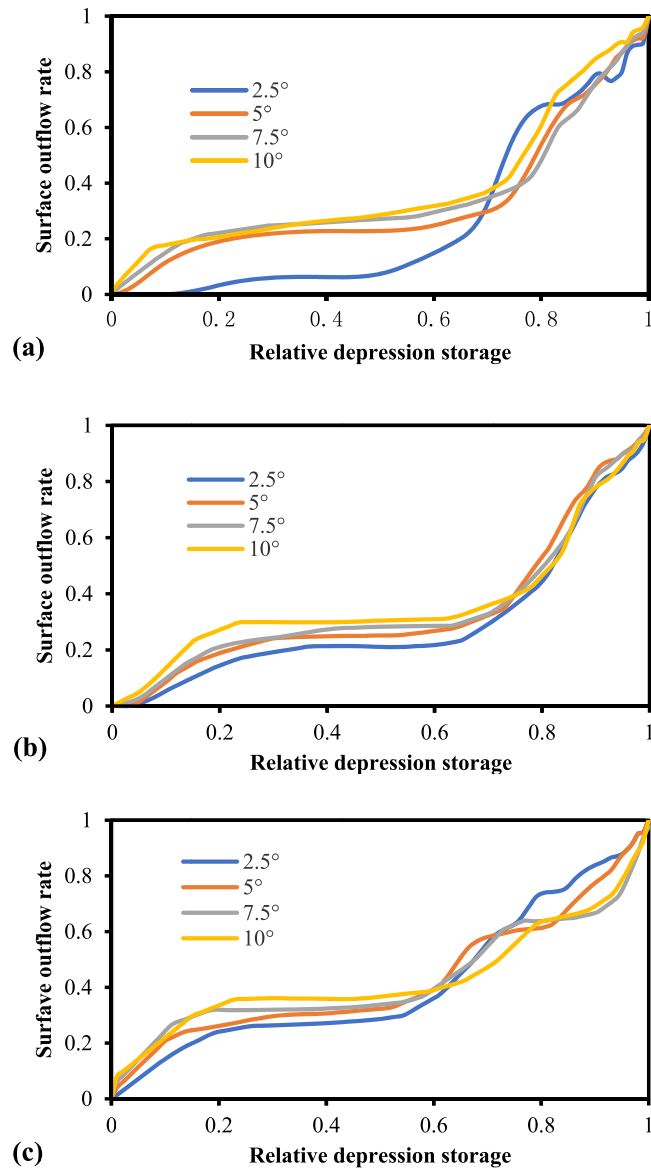 1
0.8
0.6
0.4
0.2
0
Surface outflow rate
2.5°
5°
7.5°
10°
0 0.2 0.4 0.6 0.8 1
(a)
Relative depression storage
1
0.8
0.6
0.4
0.2
0
Surface outflow rate
2.5°
5°
7.5°
10°
0 0.2 0.4 0.6 0.8 1
(b)
Relative depression storage
1
0.8
0.6
0.4
0.2
0
Surfave outflow rate
2.5°
5°
7.5°
10°
0 0.2 0.4 0.6 0.8 1
(c)
Relative depression storage